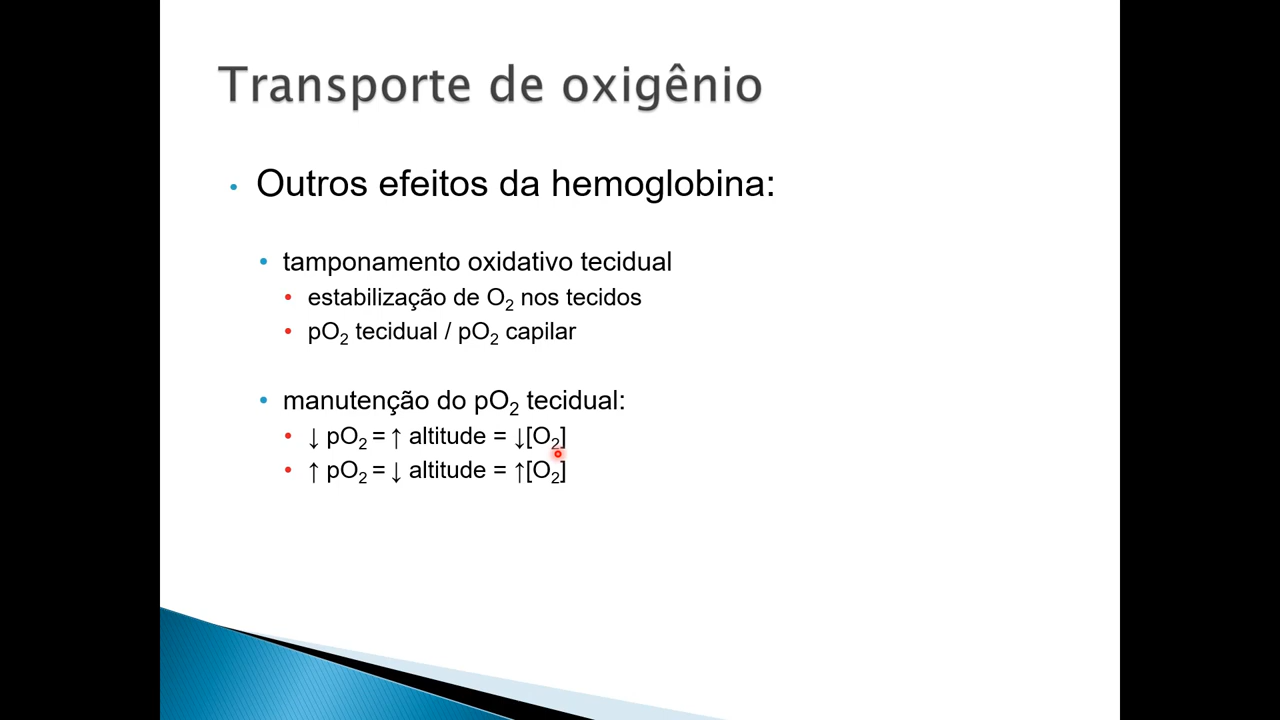 Transporte de oxigênio
• Outros efeitos da hemoglobina:
• tamponamento oxidativo tecidual
• estabilização de O₂ nos tecidos
• pO₂ tecidual / pO₂ capilar
• manutenção do pO₂ tecidual:
• ↓ pO₂ = ↑ altitude = ↓[O₂]
• ↑ pO₂ = ↓ altitude = ↑[O₂]